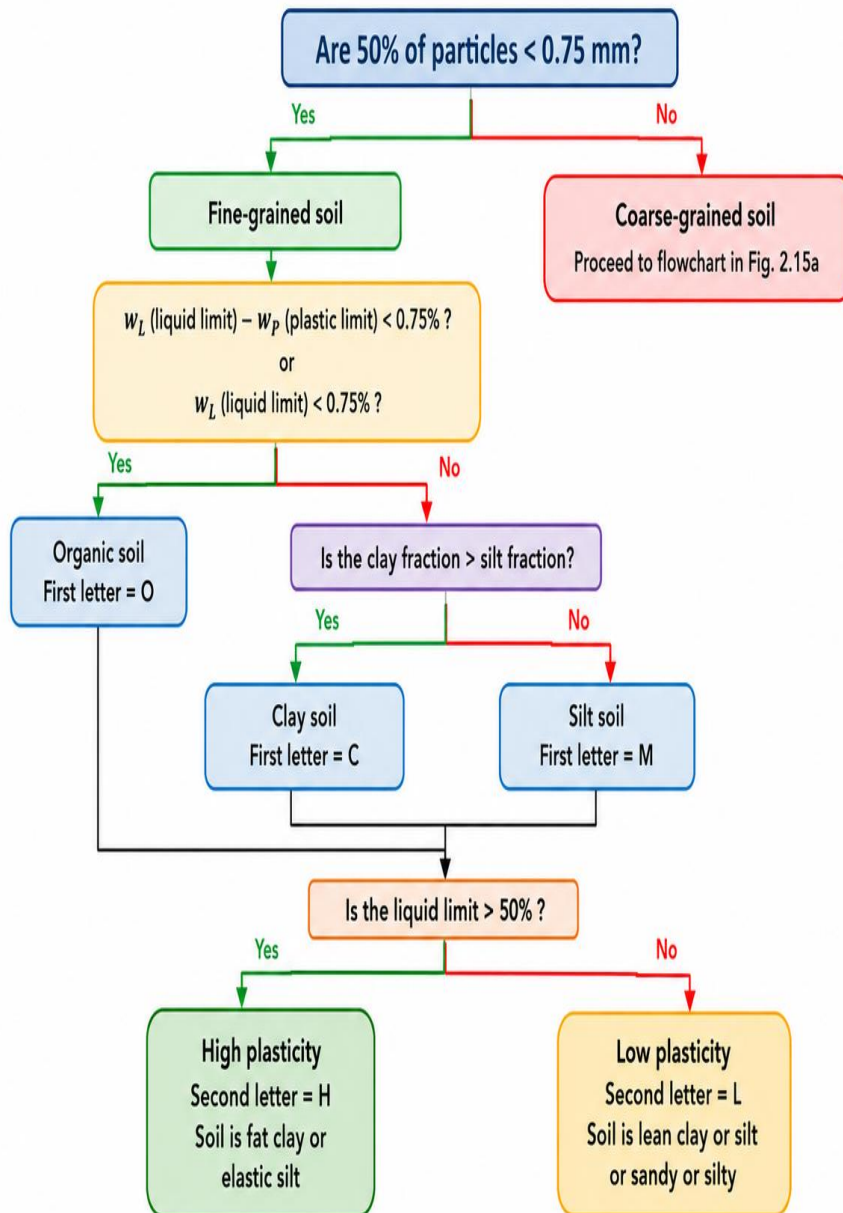 Are 50% of particles < 0.75 mm?
Yes
No
Fine-grained soil
Coarse-grained soil
Proceed to flowchart in Fig. 2.15a
w_L (liquid limit) – w_P (plastic limit) < 0.75% ?
or
w_L (liquid limit) < 0.75% ?
Yes
No
Organic soil
First letter = O
Is the clay fraction > silt fraction?
Yes
No
Clay soil
First letter = C
Silt soil
First letter = M
Is the liquid limit > 50% ?
Yes
No
High plasticity
Second letter = H
Soil is fat clay or
elastic silt
Low plasticity
Second letter = L
Soil is lean clay or silt
or sandy or silty